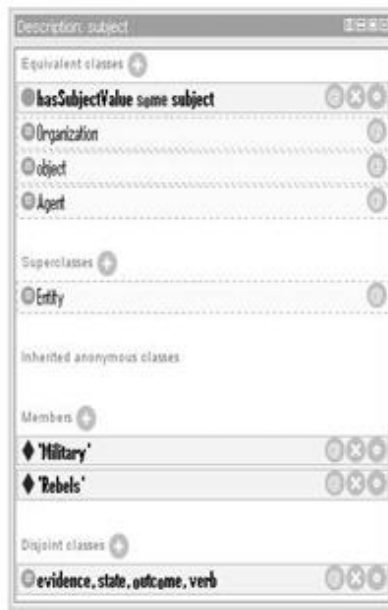 Description: subject
Equivalent classes
hasSubjectValue some subject
Organization
object
Agent
Superclasses
Entity
Inherited anonymous classes
Members
'Military'
'Rebels'
Disjoint classes
evidence, state, outcome, verb